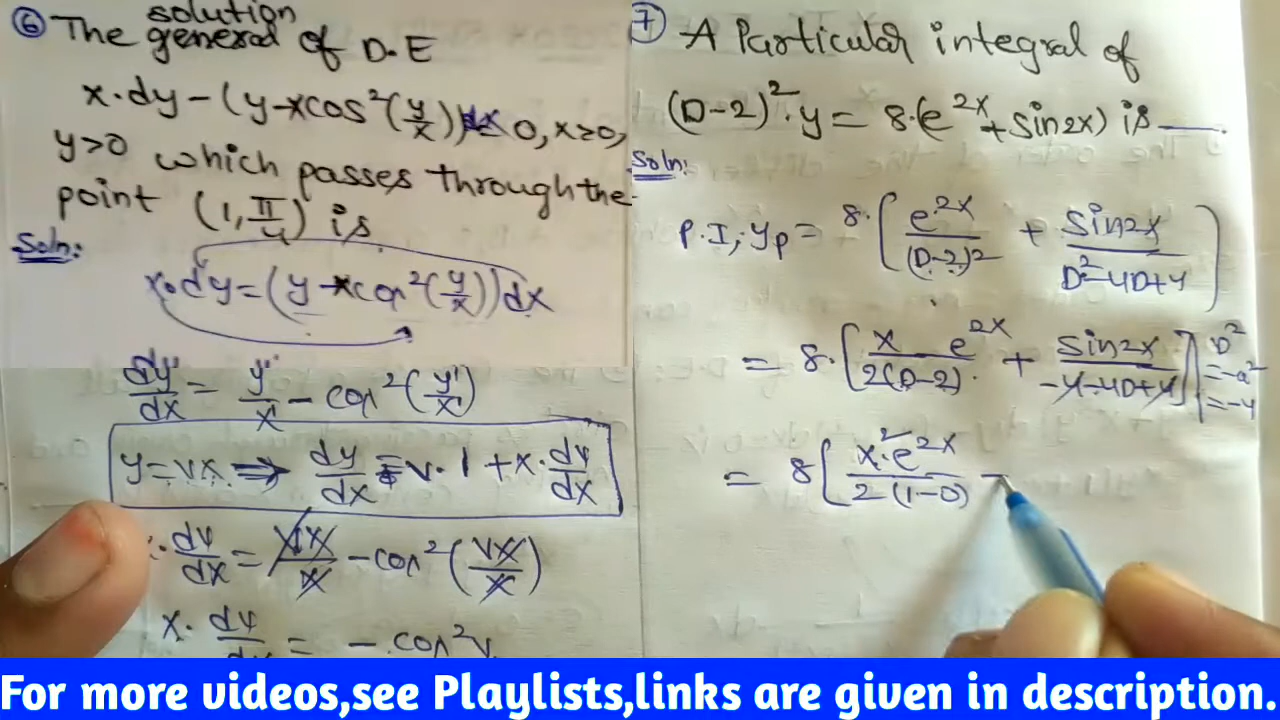 ⑥ The general solution of D.E
x.dy-(y-xcos²(y/x))dx=0,x>0,
y>0 which passes through the
point (1,π/4) is
Soln:
x.dy=(y-xcos²(y/x))dx
dy/dx = y/x - cos²(y/x)
y=vx ⇒ dy/dx = v.1+x.dv/dx
x.dv/dx = vx/x - cos²(vx/x)
x.dv/dx = -cos²v
⑦ A Particular integral of
(D-2)².y=8.(e^2x+sin2x) is ___.
Soln:
P.I, yp = 8.[e^2x/(D-2)² + sin2x/D²-4D+4]
= 8.[x e^2x/2(D-2) + sin2x/-4-4D+4] D²=-a²=-4
= 8[x².e^2x/2(1-0) -
For more videos,see Playlists,links are given in description.